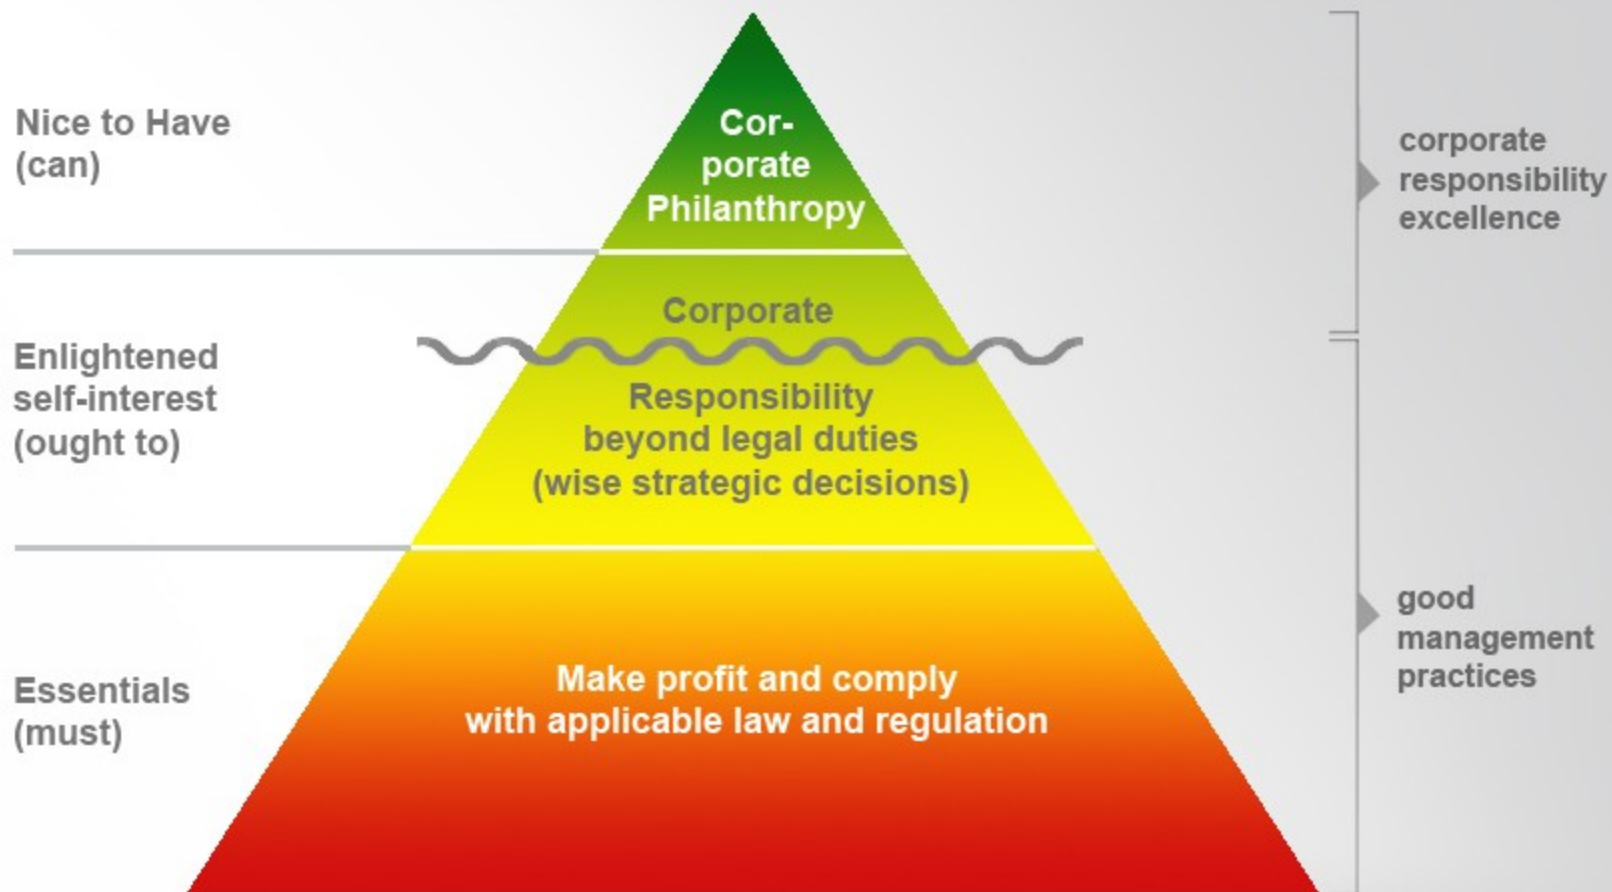 Nice to Have
(can)
Cor-
porate
Philanthropy
corporate
responsibility
excellence
Enlightened
self-interest
(ought to)
Corporate
Responsibility
beyond legal duties
(wise strategic decisions)
Essentials
(must)
Make profit and comply
with applicable law and regulation
good
management
practices